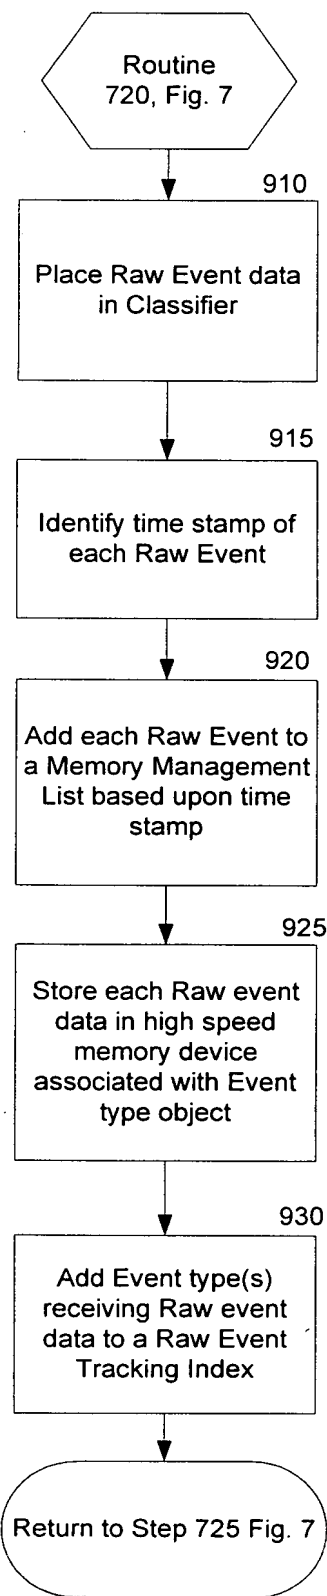 Routine
720, Fig. 7
910
Place Raw Event data
in Classifier
915
Identify time stamp of
each Raw Event
920
Add each Raw Event to
a Memory Management
List based upon time
stamp
925
Store each Raw event
data in high speed
memory device
associated with Event
type object
930
Add Event type(s)
receiving Raw event
data to a Raw Event
Tracking Index
Return to Step 725 Fig. 7